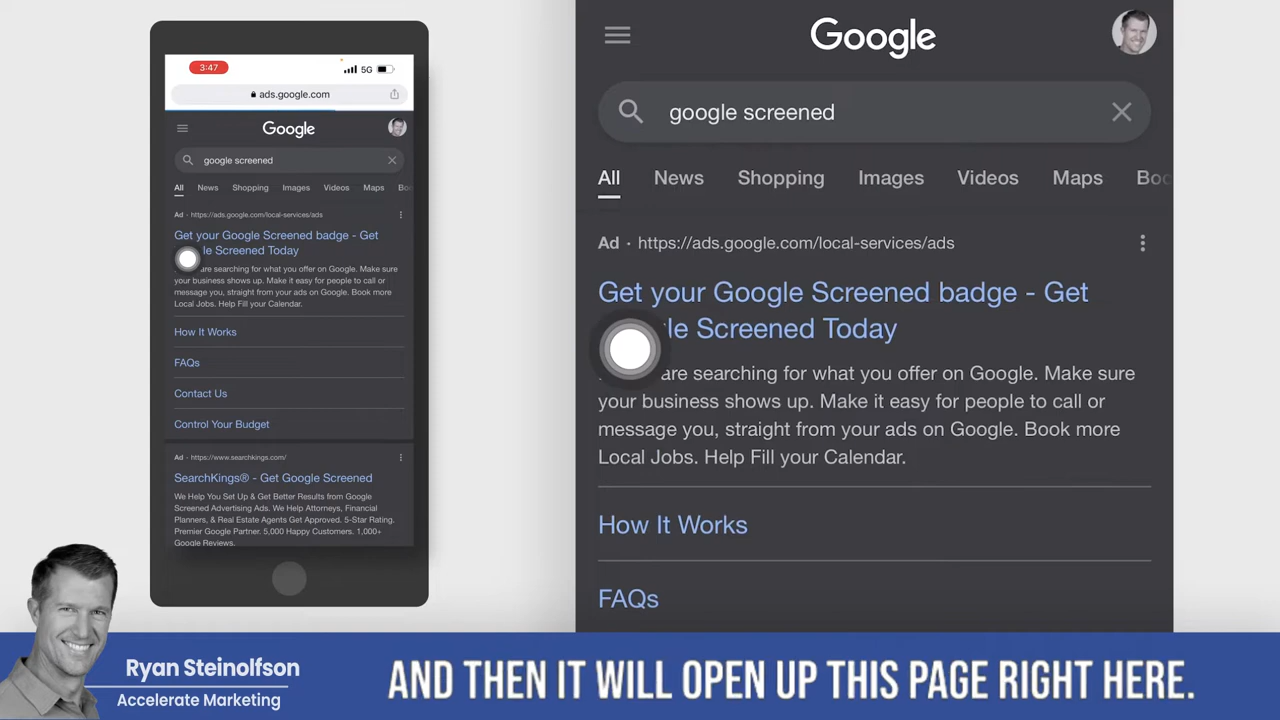 3:47
5G
ads.google.com
Google
google screened
All News Shopping Images Videos Maps
Ad · https://ads.google.com/local-services/ads
Get your Google Screened badge - Get
le Screened Today
are searching for what you offer on Google. Make sure
your business shows up. Make it easy for people to call or
message you, straight from your ads on Google. Book more
Local Jobs. Help Fill your Calendar.
How It Works
FAQs
Contact Us
Control Your Budget
Ad · https://www.searchkings.com/
SearchKings® - Get Google Screened
We Help You Set Up & Get Better Results from Google
Screened Advertising Ads. We Help Attorneys, Financial
Planners, & Real Estate Agents Get Approved. 5-Star Rating.
Premier Google Partner. 5,000 Happy Customers. 1,000+
Google Reviews.
Google
google screened
All News Shopping Images Videos Maps
Ad · https://ads.google.com/local-services/ads
Get your Google Screened badge - Get
le Screened Today
are searching for what you offer on Google. Make sure
your business shows up. Make it easy for people to call or
message you, straight from your ads on Google. Book more
Local Jobs. Help Fill your Calendar.
How It Works
FAQs
Ryan Steinolfson
Accelerate Marketing
AND THEN IT WILL OPEN UP THIS PAGE RIGHT HERE.